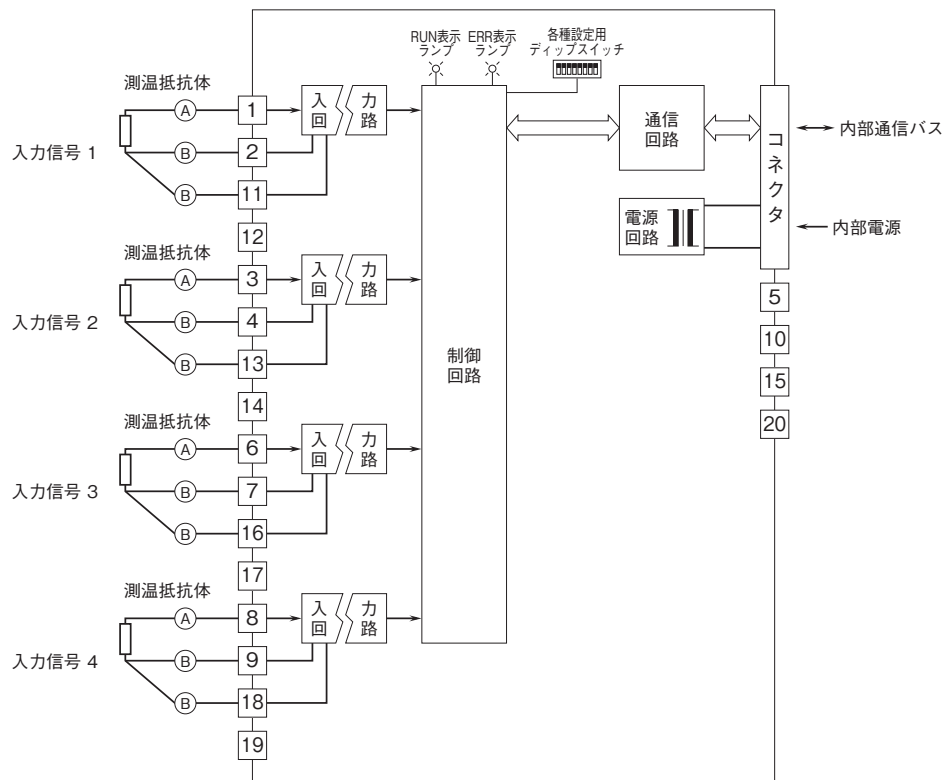 RUN表示
ランプ
ERR表示
ランプ
各種設定用
ディップスイッチ
測温抵抗体
入力信号 1
A
B
B
1
2
11
12
入 力
回 路
測温抵抗体
入力信号 2
A
B
B
3
4
13
14
入 力
回 路
測温抵抗体
入力信号 3
A
B
B
6
7
16
17
入 力
回 路
測温抵抗体
入力信号 4
A
B
B
8
9
18
19
入 力
回 路
制御
回路
通信
回路
電源
回路
コネクタ
内部通信バス
内部電源
5
10
15
20